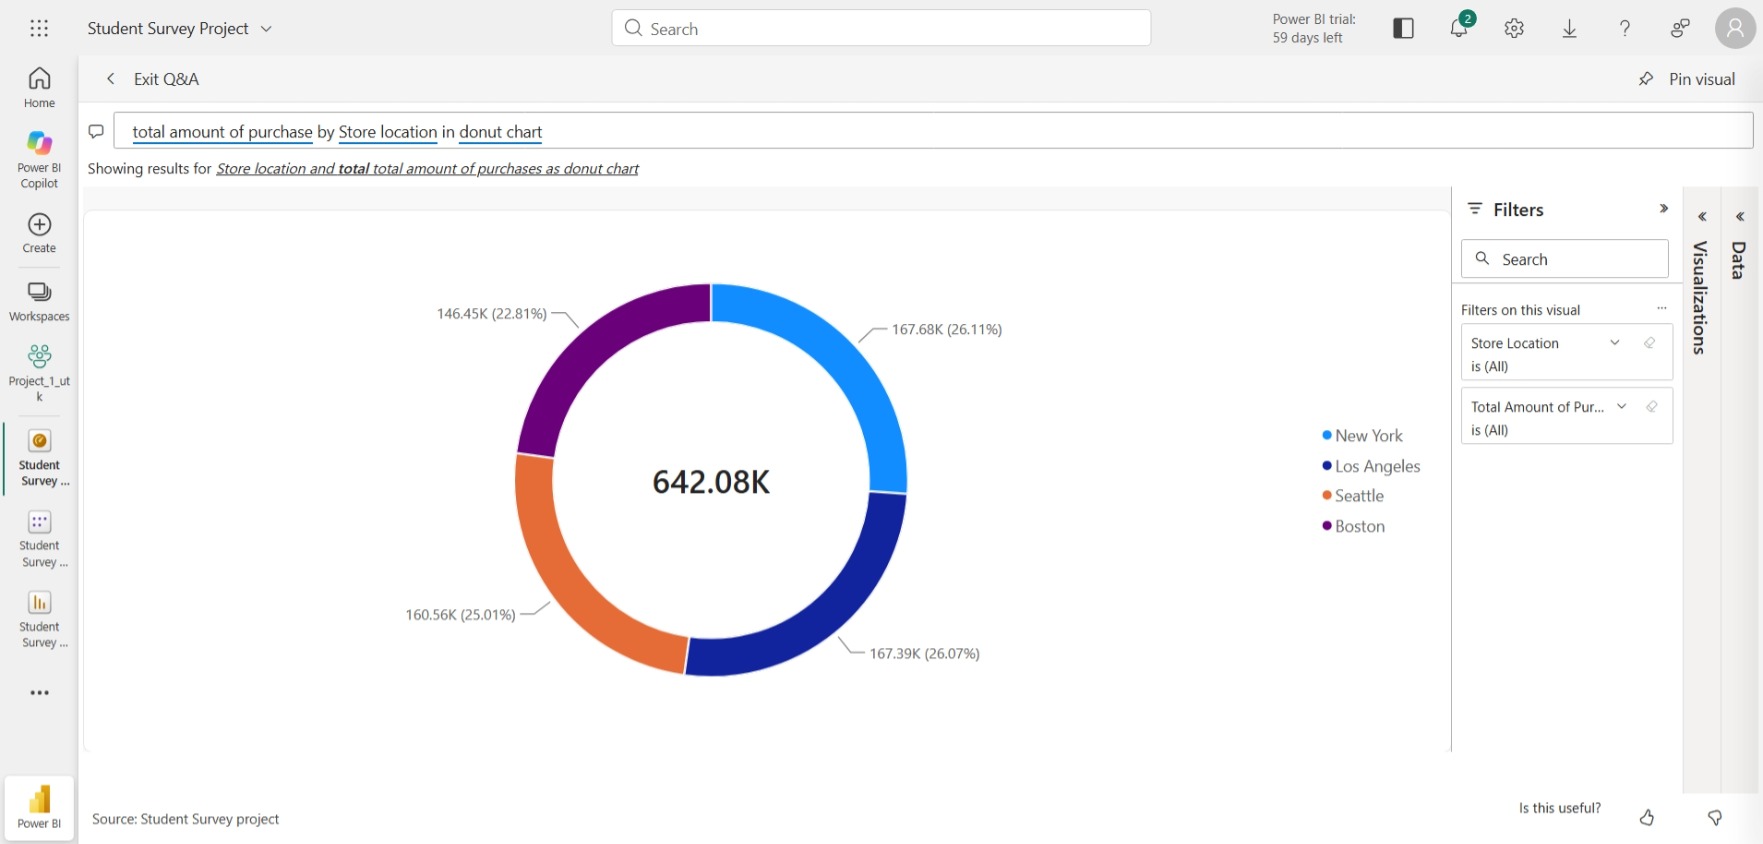 Student Survey Project
Search
Power BI trial:
59 days left
2
Home
Power BI
Copilot
Create
Workspaces
Project_1_ut
k
Student
Survey ...
Student
Survey ...
Student
Survey ...
Power BI
Exit Q&A
Pin visual
total amount of purchase by Store location in donut chart
Showing results for Store location and total total amount of purchases as donut chart
146.45K (22.81%)
167.68K (26.11%)
642.08K
160.56K (25.01%)
167.39K (26.07%)
New York
Los Angeles
Seattle
Boston
Filters
Search
Filters on this visual
...
Store Location
is (All)
Total Amount of Pur...
is (All)
Visualizations
Data
Source: Student Survey project
Is this useful?